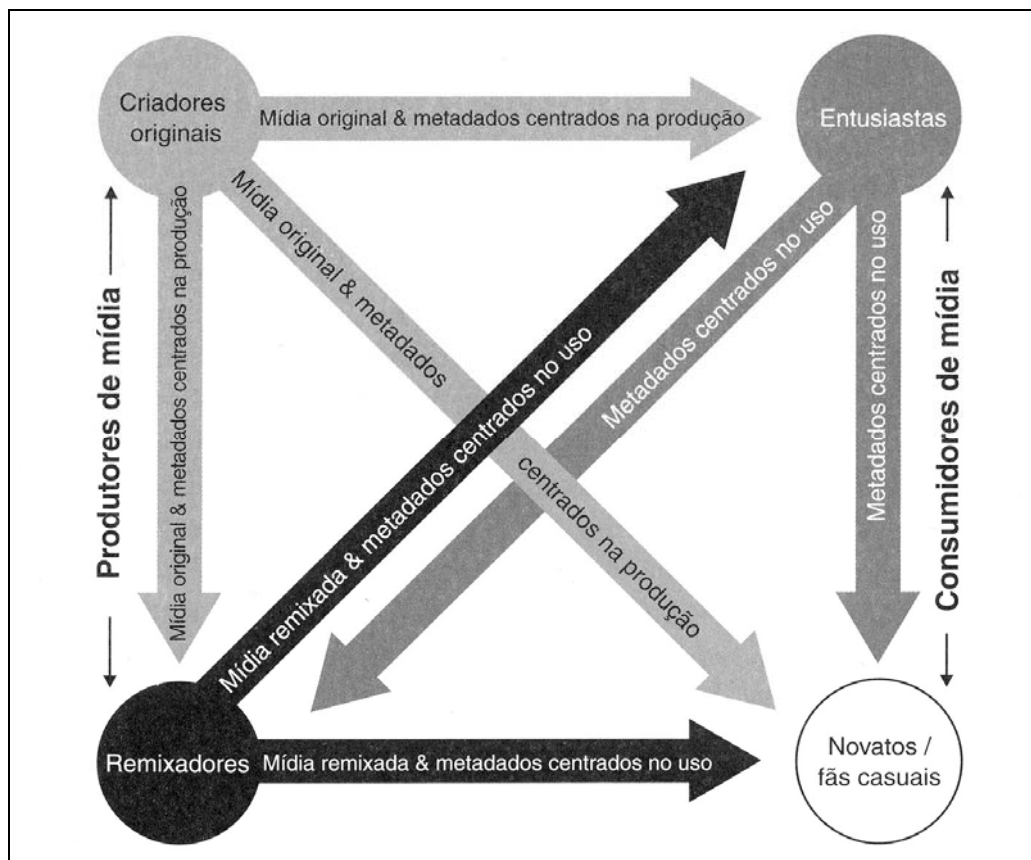 Criadores
originais
Mídia original & metadados centrados na produção
Entusiastas
Produtores de mídia
Mídia original & metadados centrados na produção
Mídia original & metadados
centrados na produção
Mídia remixada & metadados centrados no uso
Metadados centrados no uso
Metadados centrados no uso
Consumidores de mídia
Remixadores
Mídia remixada & metadados centrados no uso
Novatos /
fãs casuais